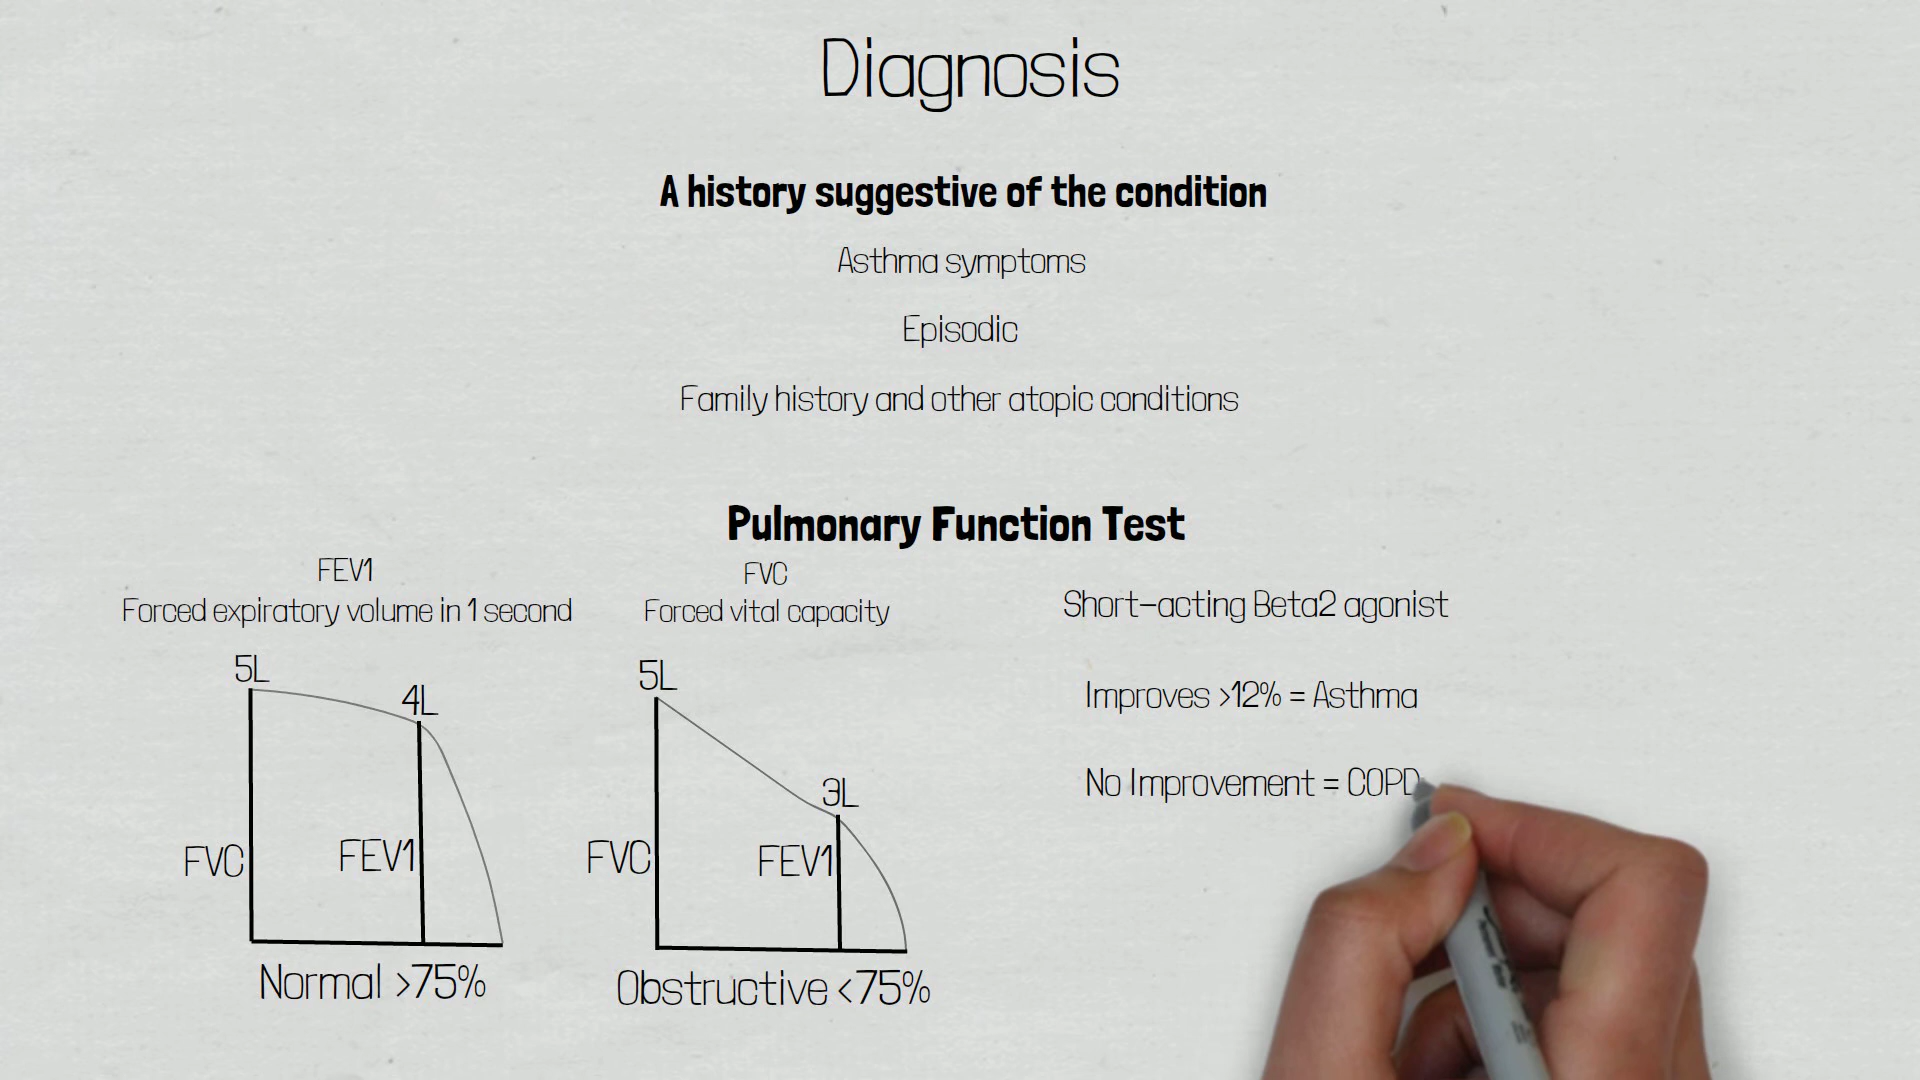 Diagnosis
A history suggestive of the condition
Asthma symptoms
Episodic
Family history and other atopic conditions
Pulmonary Function Test
FEV1
Forced expiratory volume in 1 second
FVC
Forced vital capacity
Short-acting Beta2 agonist
5L
4L
FVC
FEV1
Normal >75%
5L
3L
FVC
FEV1
Obstructive <75%
Improves >12% = Asthma
No Improvement = COPD